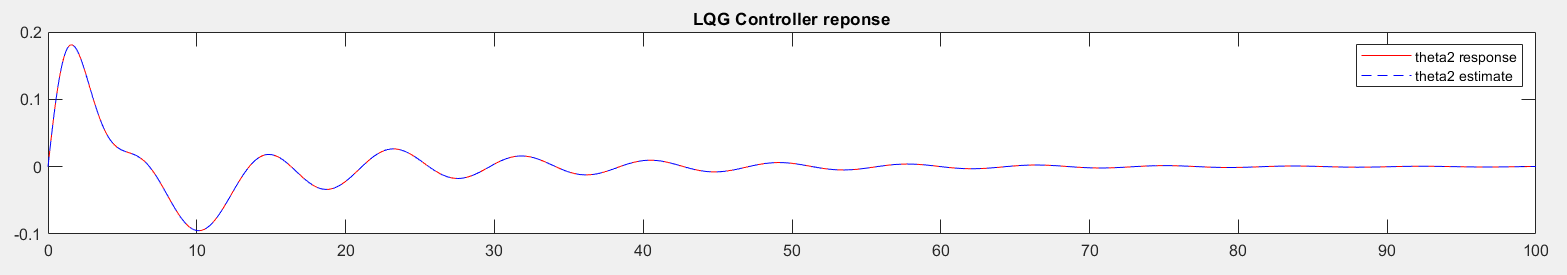 LQG Controller reponse
0.2
theta2 response
theta2 estimate
0.1
0
-0.1
0 10 20 30 40 50 60 70 80 90 100